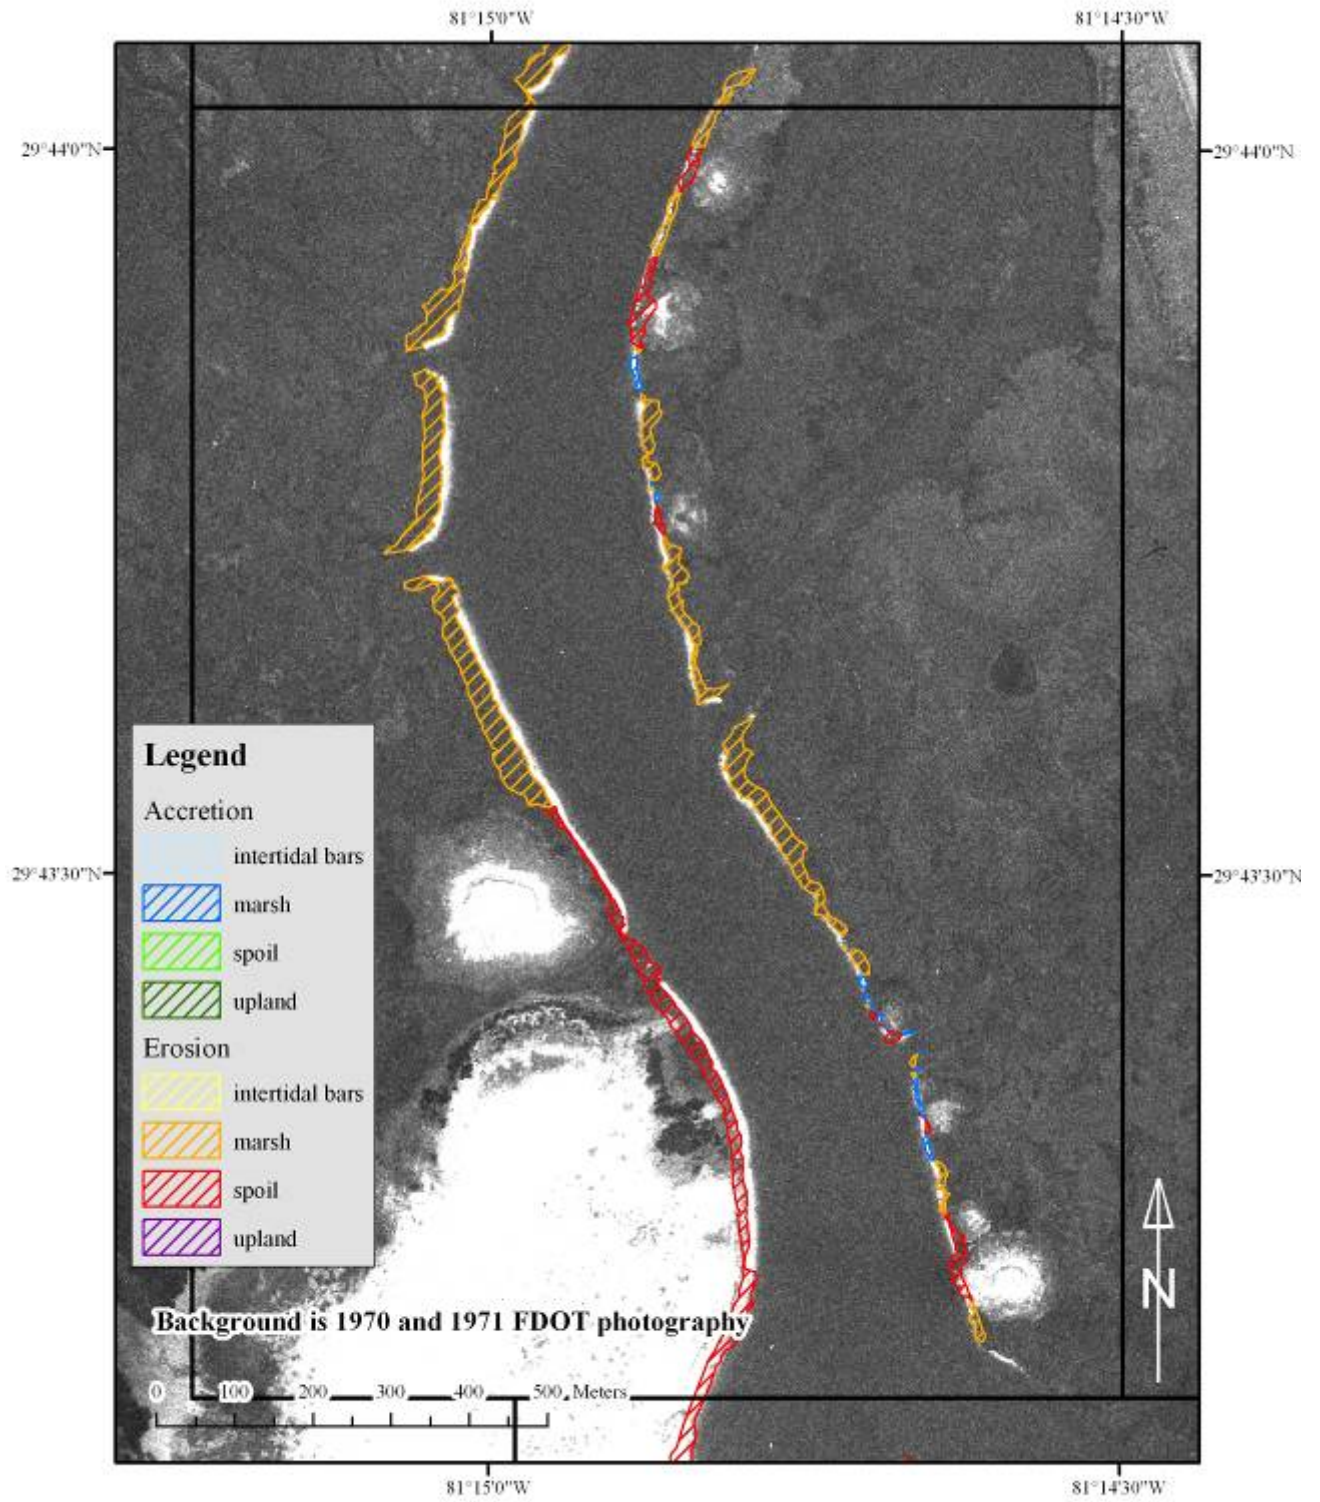 81°15'0"W 81°14'30"W
29°44'0"N 29°44'0"N
Legend
Accretion
intertidal bars
marsh
29°43'30"N 29°43'30"N
spoil
upland
Erosion
intertidal bars
marsh
spoil
upland
N
Background is 1970 and 1971 FDOT photography
0 100 200 300 400 500 Meters
81°15'0"W 81°14'30"W